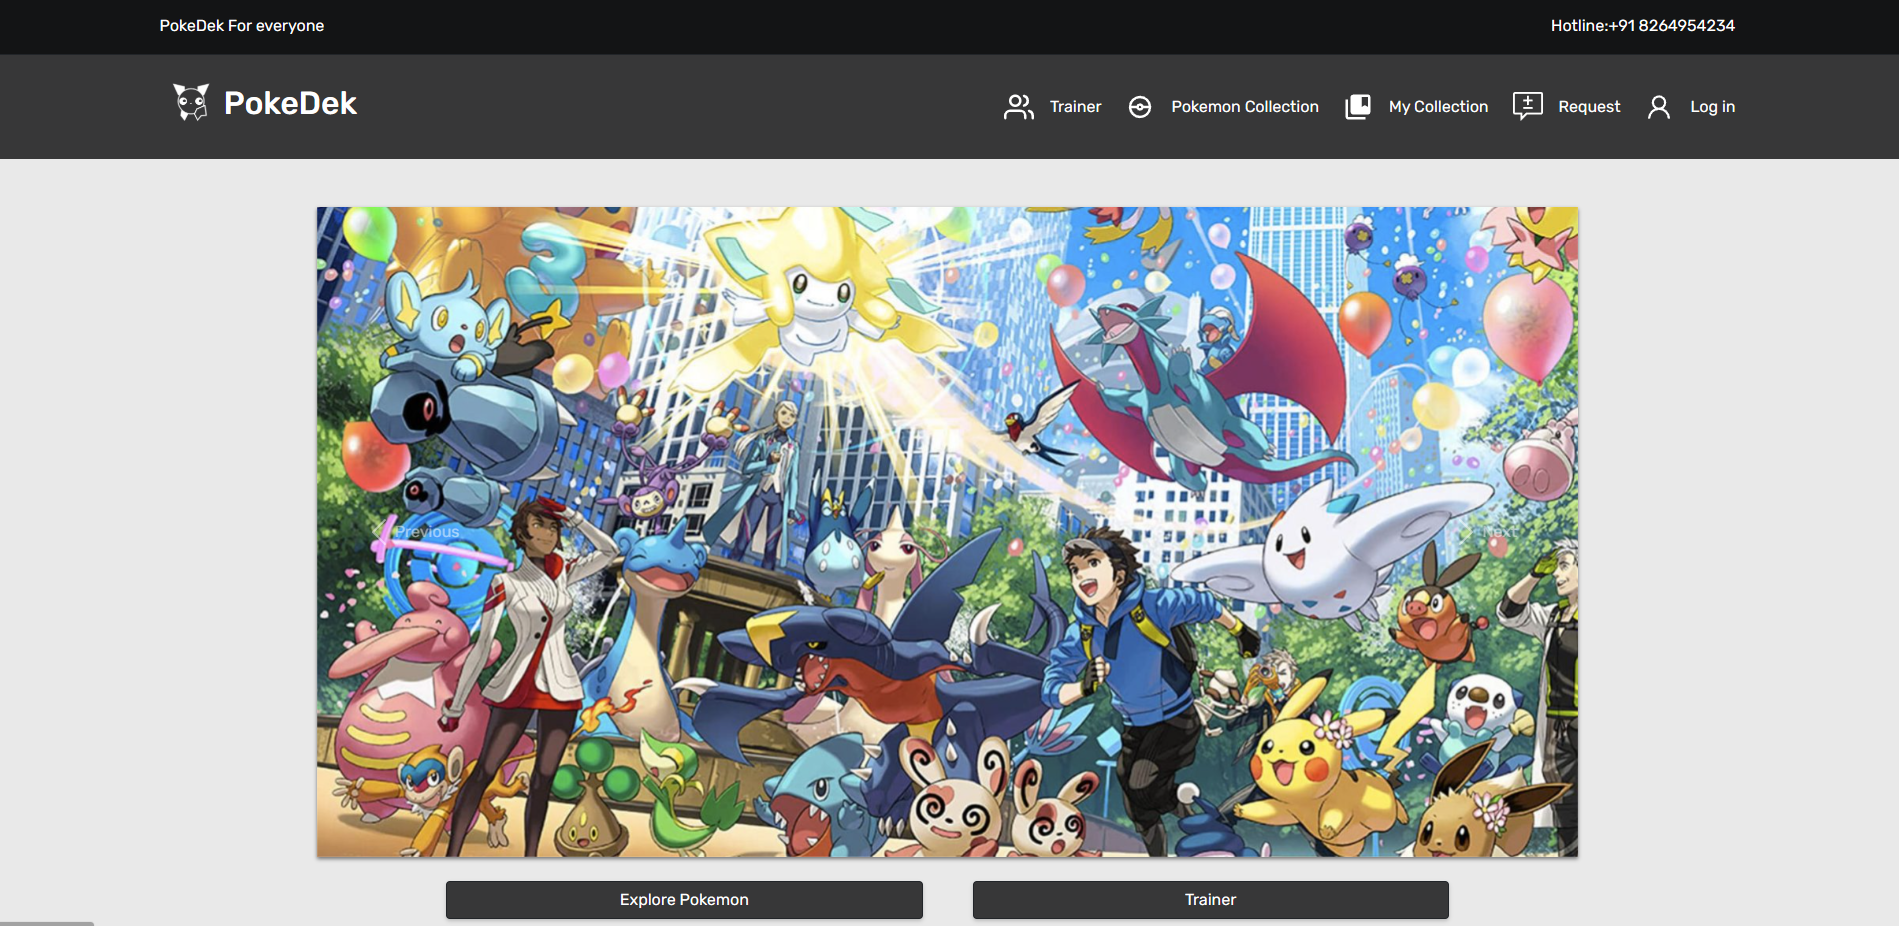 PokeDek For everyone
Hotline:+91 8264954234
PokeDek
Trainer
Pokemon Collection
My Collection
Request
Log in
Previous
Next
Explore Pokemon
Trainer